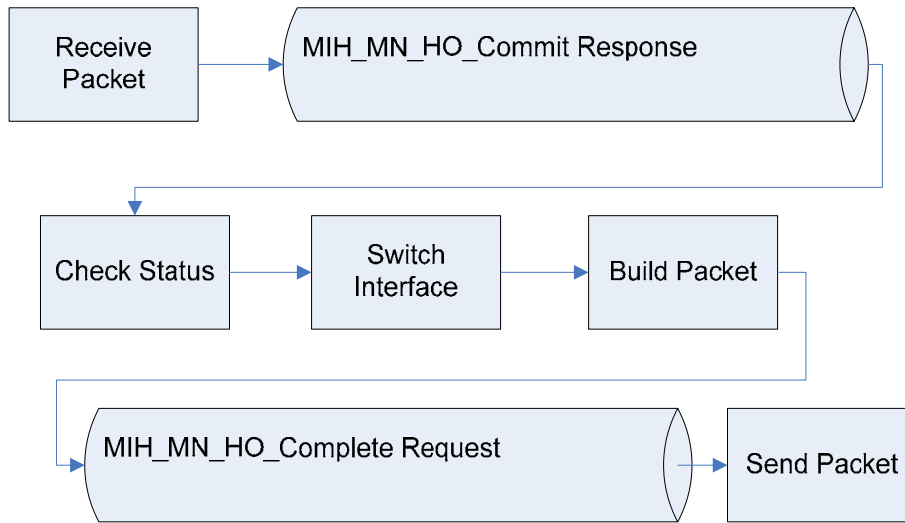 Receive
Packet
MIH_MN_HO_Commit Response
Check Status
Switch
Interface
Build Packet
MIH_MN_HO_Complete Request
Send Packet